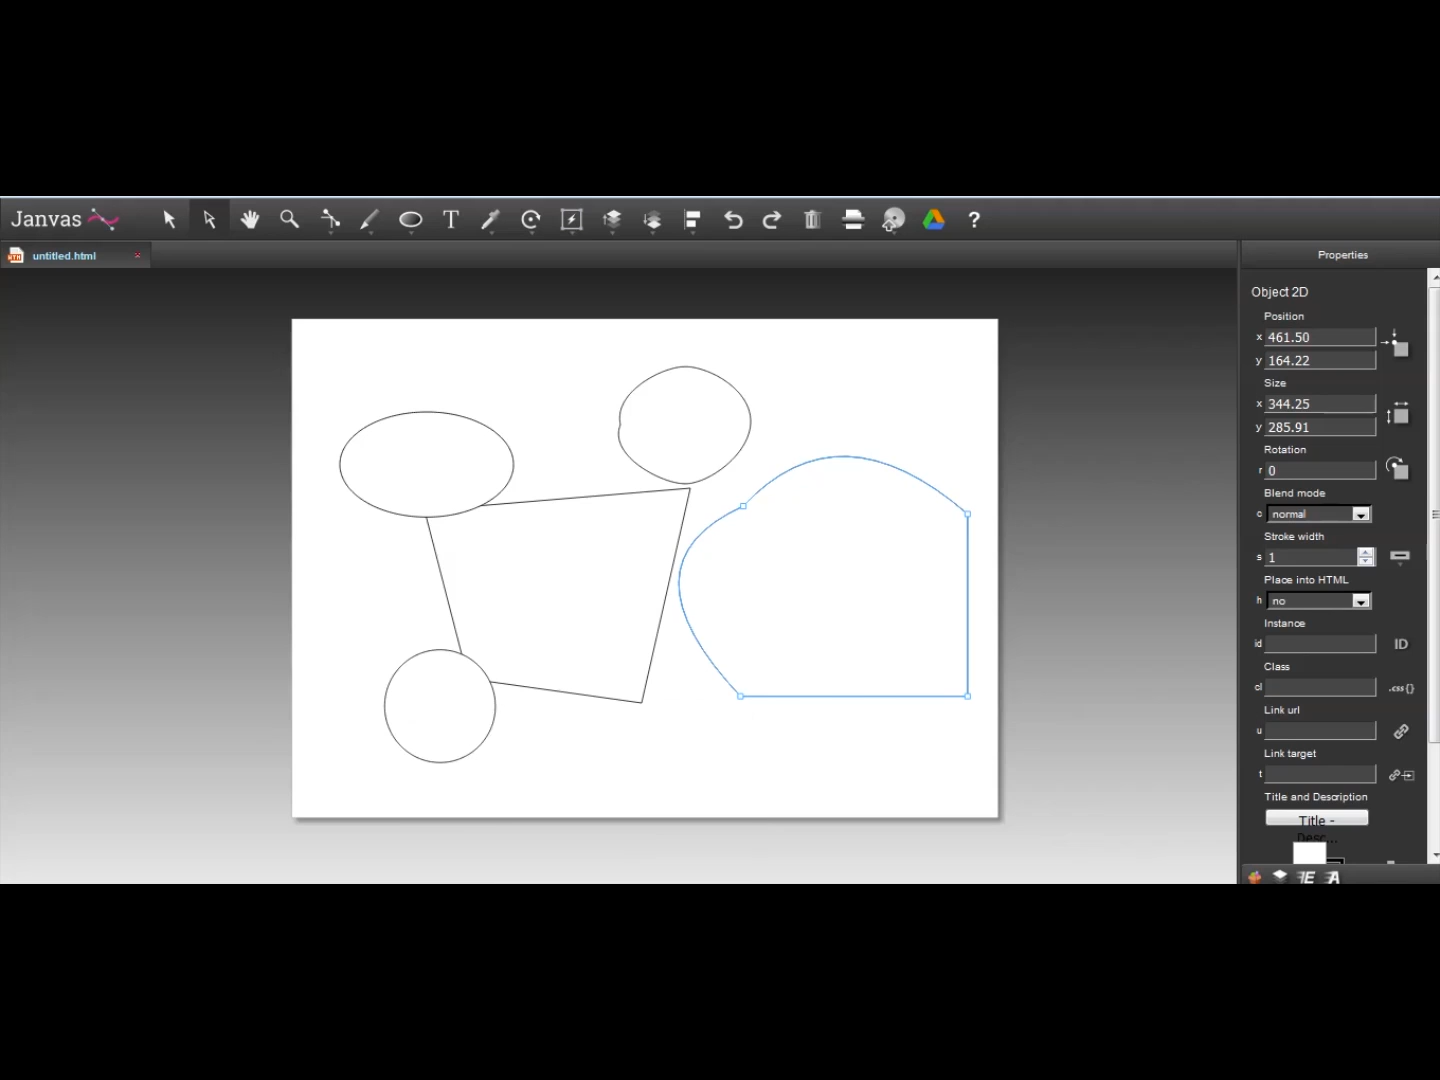 Janvas
T
?
untitled.html
Properties
Object 2D
Position
x 461.50
y 164.22
Size
x 344.25
y 285.91
Rotation
r 0
Blend mode
c normal
Stroke width
s 1
Place into HTML
h no
Instance
id ID
Class
cl .css{}
Link url
u
Link target
t
Title and Description
Title -
Desc...
E A